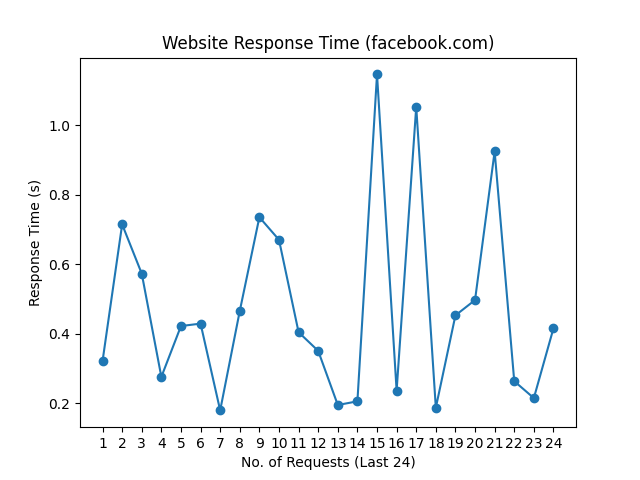 Website Response Time (facebook.com)
Response Time (s)
1.0
0.8
0.6
0.4
0.2
1 2 3 4 5 6 7 8 9 10 11 12 13 14 15 16 17 18 19 20 21 22 23 24
No. of Requests (Last 24)